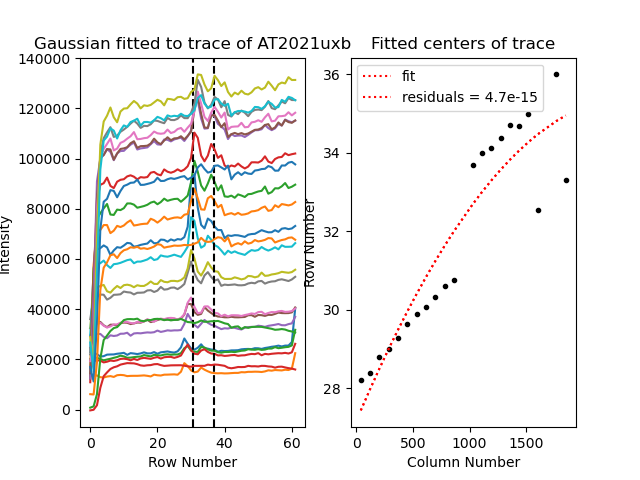 Gaussian fitted to trace of AT2021uxb
Intensity
140000
120000
100000
80000
60000
40000
20000
0
0 20 40 60
Row Number
Fitted centers of trace
fit
residuals = 4.7e-15
Row Number
36
34
32
30
28
0 500 1000 1500
Column Number